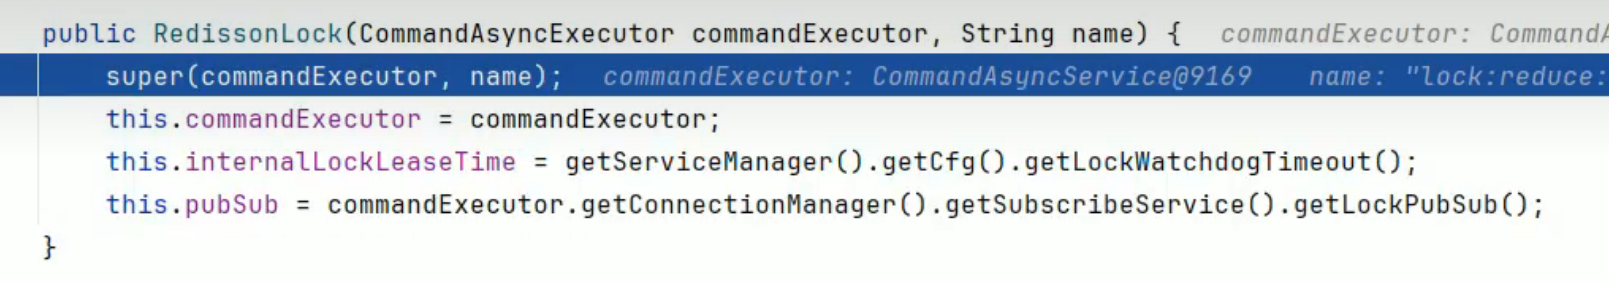 public RedissonLock(CommandAsyncExecutor commandExecutor, String name) {   commandExecutor: CommandA
super(commandExecutor, name);   commandExecutor: CommandAsyncService@9169   name: "lock:reduce:
this.commandExecutor = commandExecutor;
this.internalLockLeaseTime = getServiceManager().getCfg().getLockWatchdogTimeout();
this.pubSub = commandExecutor.getConnectionManager().getSubscribeService().getLockPubSub();
}